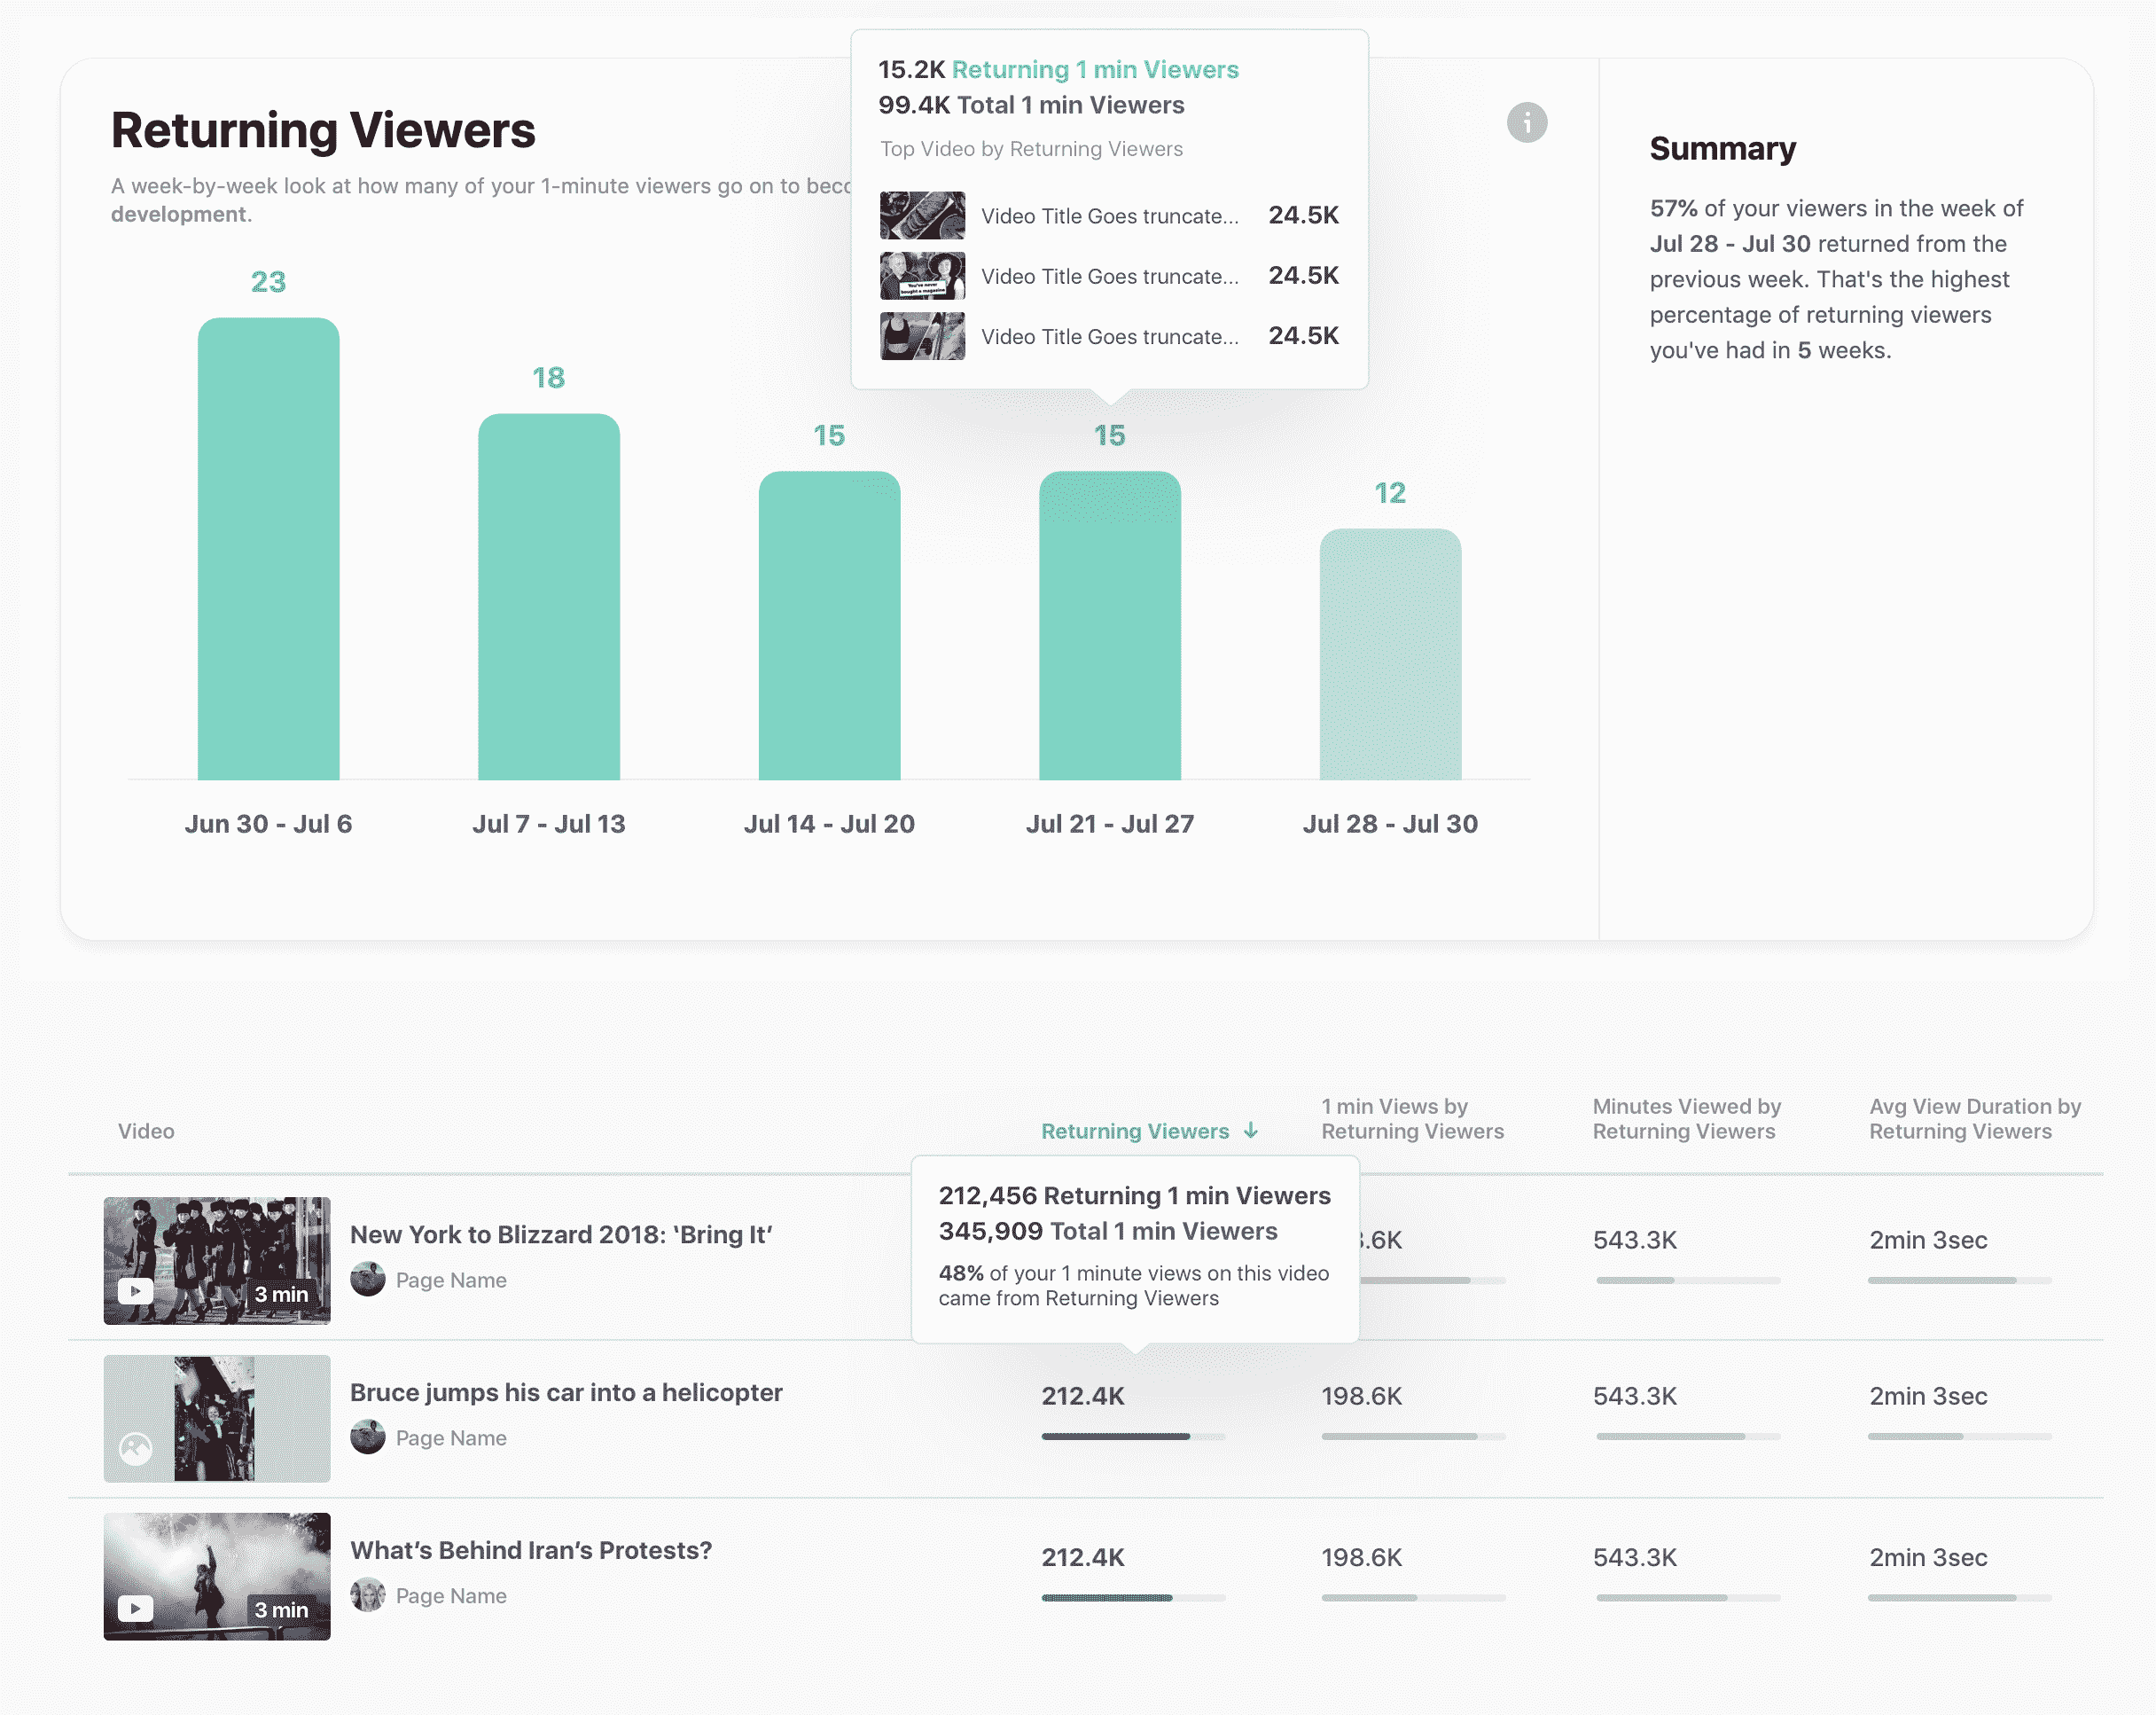 15.2K Returning 1 min Viewers
99.4K Total 1 min Viewers
Top Video by Returning Viewers
Video Title Goes truncate... 24.5K
Video Title Goes truncate... 24.5K
You've never
bought a magazine
Video Title Goes truncate... 24.5K
Returning Viewers
A week-by-week look at how many of your 1-minute viewers go on to
development.
23
18
15
15
12
Jun 30 - Jul 6
Jul 7 - Jul 13
Jul 14 - Jul 20
Jul 21 - Jul 27
Jul 28 - Jul 30
Summary
57% of your viewers in the week of
Jul 28 - Jul 30 returned from the
previous week. That's the highest
percentage of returning viewers
you've had in 5 weeks.
Video
Returning Viewers ↓
1 min Views by
Returning Viewers
Minutes Viewed by
Returning Viewers
Avg View Duration by
Returning Viewers
212,456 Returning 1 min Viewers
345,909 Total 1 min Viewers
48% of your 1 minute views on this video
came from Returning Viewers
3 min
New York to Blizzard 2018: ‘Bring It’
Page Name
.6K
543.3K
2min 3sec
Bruce jumps his car into a helicopter
Page Name
212.4K
198.6K
543.3K
2min 3sec
3 min
What’s Behind Iran’s Protests?
Page Name
212.4K
198.6K
543.3K
2min 3sec